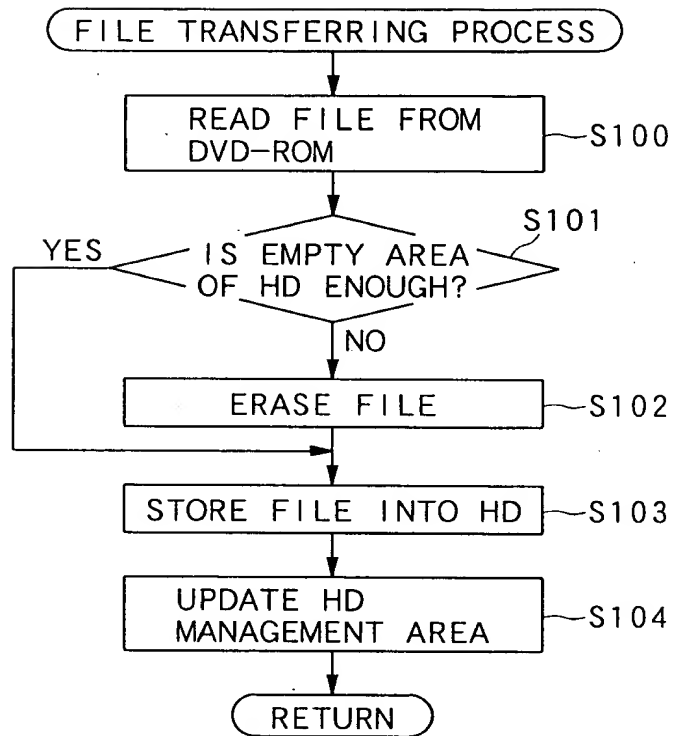 FILE TRANSFERRING PROCESS
READ FILE FROM
DVD-ROM
S100
S101
YES
IS EMPTY AREA
OF HD ENOUGH?
NO
ERASE FILE
S102
STORE FILE INTO HD
S103
UPDATE HD
MANAGEMENT AREA
S104
RETURN